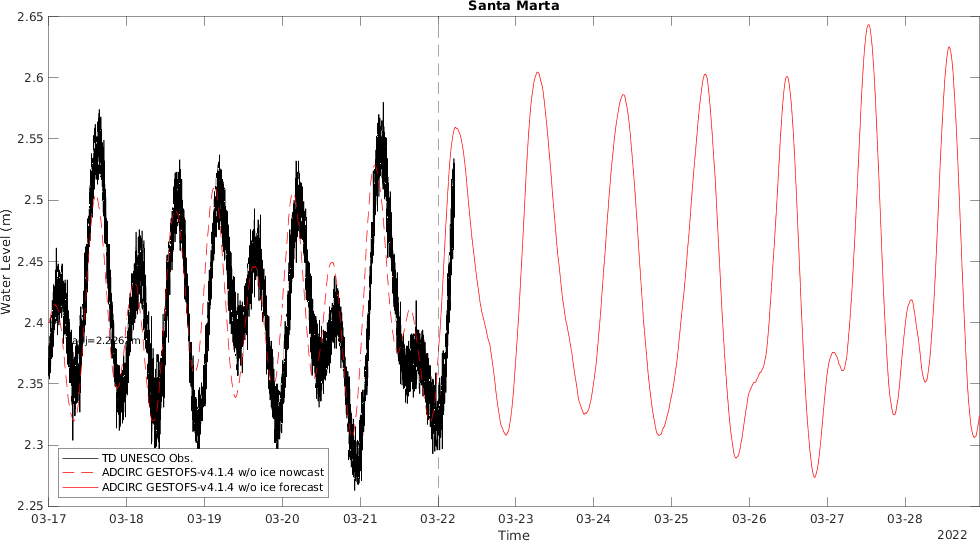 Santa Marta
Water Level (m)
2.65
2.6
2.55
2.5
2.45
2.4
2.35
2.3
2.25
TD UNESCO Obs.
ADCIRC GESTOFS-v4.1.4 w/o ice nowcast
ADCIRC GESTOFS-v4.1.4 w/o ice forecast
03-17 03-18 03-19 03-20 03-21 03-22 03-23 03-24 03-25 03-26 03-27 03-28
Time
2022